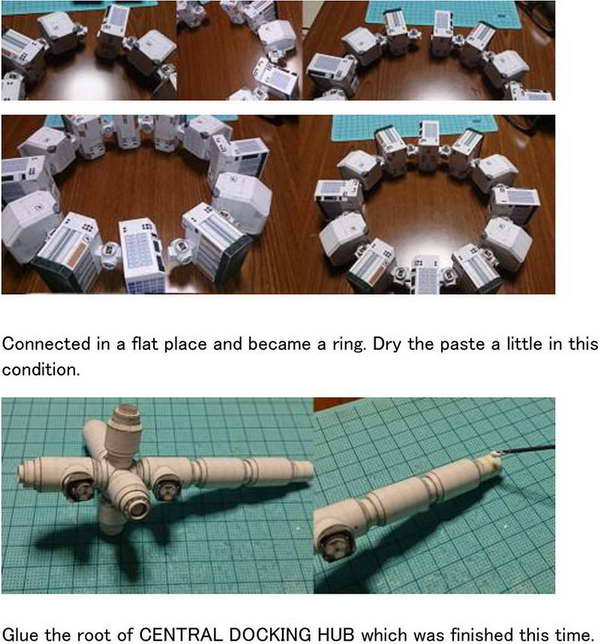 Connected in a flat place and became a ring. Dry the paste a little in this
condition.
Glue the root of CENTRAL DOCKING HUB which was finished this time.